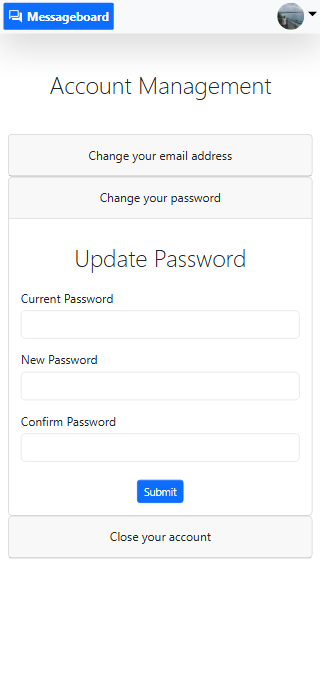 Messageboard
Account Management
Change your email address
Change your password
Update Password
Current Password
New Password
Confirm Password
Submit
Close your account